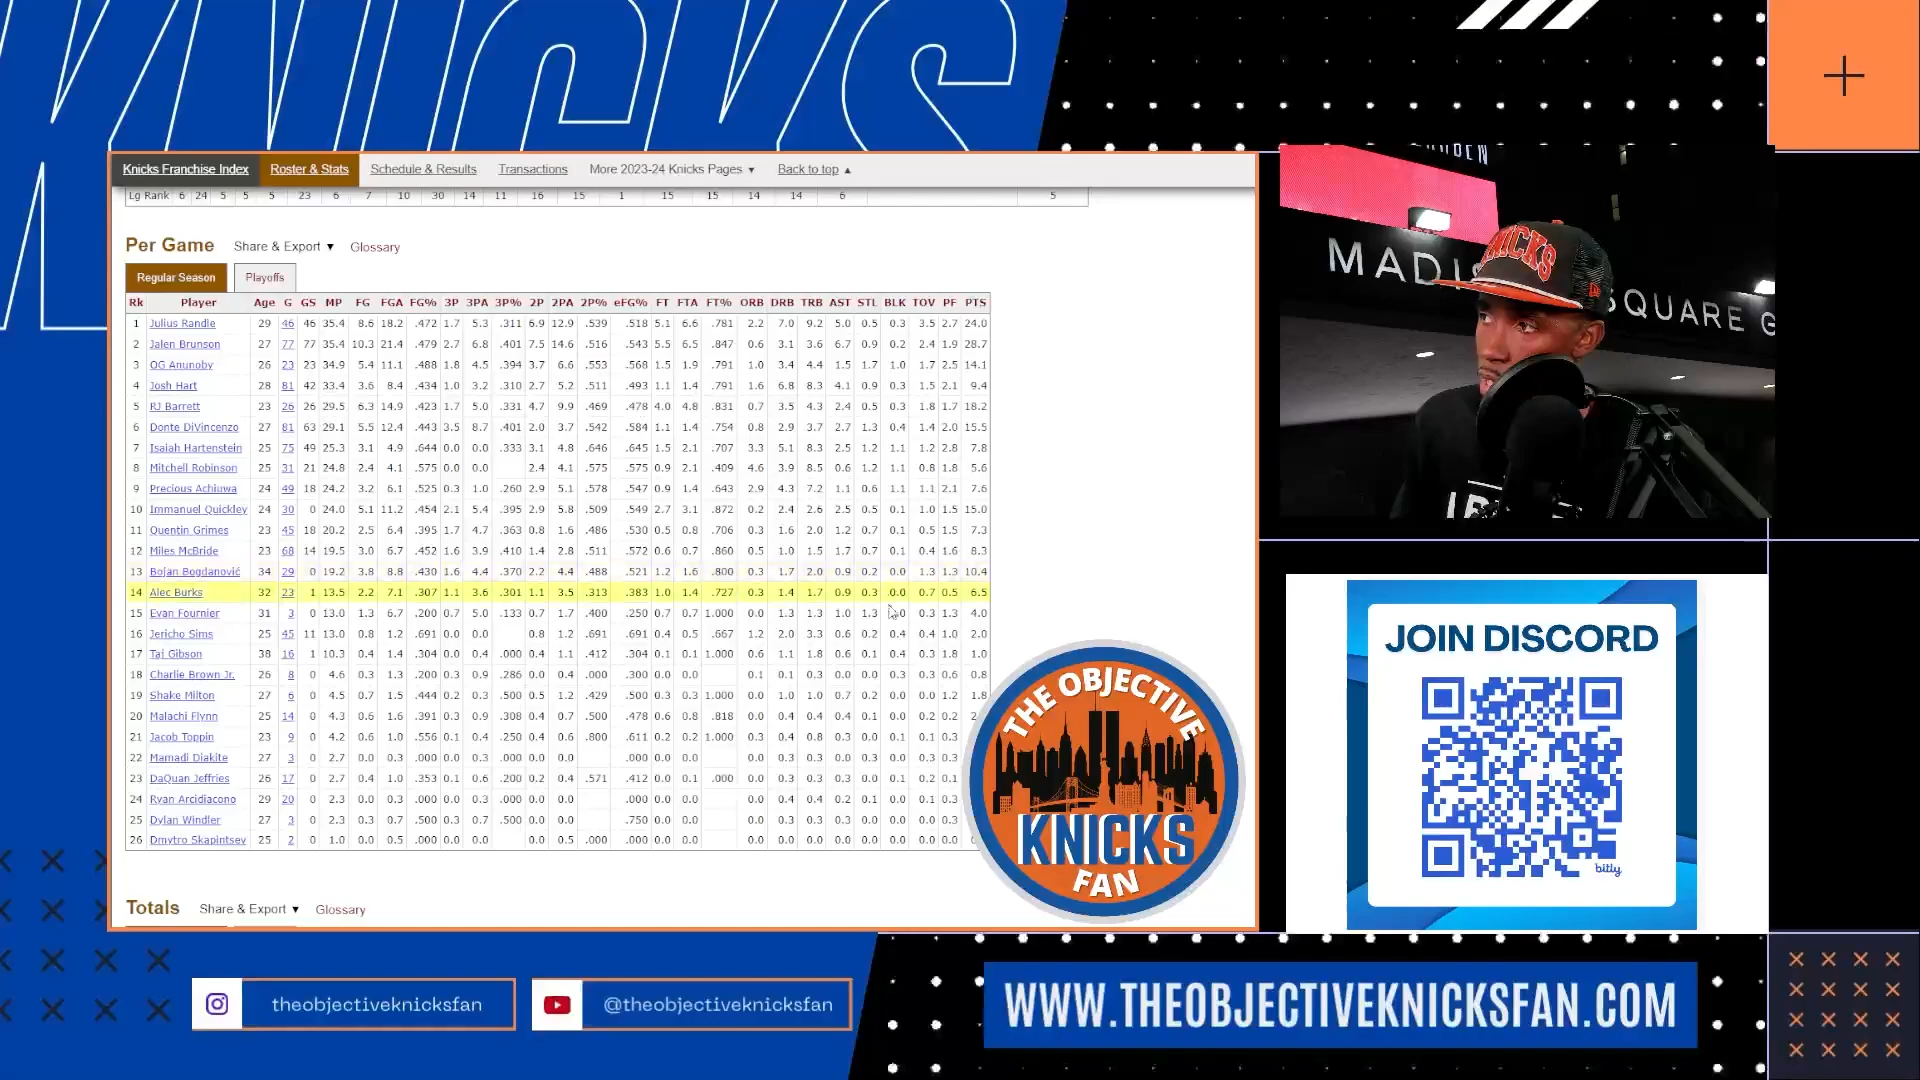 KNICKS
Knicks Franchise Index Roster & Stats Schedule & Results Transactions More 2023-24 Knicks Pages ▼ Back to top ▲
Lg Rank 6 24 5 5 5 23 6 7 10 30 14 11 16 15 1 15 15 14 14 6 5
Per Game Share & Export ▼ Glossary
Regular Season Playoffs
Rk Player Age G GS MP FG FGA FG% 3P 3PA 3P% 2P 2PA 2P% eFG% FT FTA FT% ORB DRB TRB AST STL BLK TOV PF PTS
1 Julius Randle 29 46 46 35.4 8.6 18.2 .472 1.7 5.3 .311 6.9 12.9 .539 .518 5.1 6.6 .781 2.2 7.0 9.2 5.0 0.5 0.3 3.5 2.7 24.0
2 Jalen Brunson 27 77 77 35.4 10.3 21.4 .479 2.7 6.8 .401 7.5 14.6 .516 .543 5.5 6.5 .847 0.6 3.1 3.6 6.7 0.9 0.2 2.4 1.9 28.7
3 OG Anunoby 26 23 23 34.9 5.4 11.1 .488 1.8 4.5 .394 3.7 6.6 .553 .568 1.5 1.9 .791 1.0 3.4 4.4 1.5 1.7 1.0 1.7 2.5 14.1
4 Josh Hart 28 81 42 33.4 3.6 8.4 .434 1.0 3.2 .310 2.7 5.2 .511 .493 1.1 1.4 .791 1.6 6.8 8.3 4.1 0.9 0.3 1.5 2.1 9.4
5 RJ Barrett 23 26 26 29.5 6.3 14.9 .423 1.7 5.0 .331 4.7 9.9 .469 .478 4.0 4.8 .831 0.7 3.5 4.3 2.4 0.5 0.3 1.8 1.7 18.2
6 Donte DiVincenzo 27 81 63 29.1 5.5 12.4 .443 3.5 8.7 .401 2.0 3.7 .542 .584 1.1 1.4 .754 0.8 2.9 3.7 2.7 1.3 0.4 1.4 2.0 15.5
7 Isaiah Hartenstein 25 75 49 25.3 3.1 4.9 .644 0.0 0.0 .333 3.1 4.8 .646 .645 1.5 2.1 .707 3.3 5.1 8.3 2.5 1.2 1.1 1.2 2.8 7.8
8 Mitchell Robinson 25 31 21 24.8 2.4 4.1 .575 0.0 0.0 2.4 4.1 .575 .575 0.9 2.1 .409 4.6 3.9 8.5 0.6 1.2 1.1 0.8 1.8 5.6
9 Precious Achiuwa 24 49 18 24.2 3.2 6.1 .525 0.3 1.0 .260 2.9 5.1 .578 .547 0.9 1.4 .643 2.9 4.3 7.2 1.1 0.6 1.1 1.1 2.1 7.6
10 Immanuel Quickley 24 30 0 24.0 5.1 11.2 .454 2.1 5.4 .395 2.9 5.8 .509 .549 2.7 3.1 .872 0.2 2.4 2.6 2.5 0.5 0.1 1.0 1.5 15.0
11 Quentin Grimes 23 45 18 20.2 2.5 6.4 .395 1.7 4.7 .363 0.8 1.6 .486 .530 0.5 0.8 .706 0.3 1.6 2.0 1.2 0.7 0.1 0.5 1.5 7.3
12 Miles McBride 23 68 14 19.5 3.0 6.7 .452 1.6 3.9 .410 1.4 2.8 .511 .572 0.6 0.7 .860 0.5 1.0 1.5 1.7 0.7 0.1 0.4 1.6 8.3
13 Bojan Bogdanović 34 29 0 19.2 3.8 8.8 .430 1.6 4.4 .370 2.2 4.4 .488 .521 1.2 1.6 .800 0.3 1.7 2.0 0.9 0.2 0.0 1.3 1.3 10.4
14 Alec Burks 32 23 1 13.5 2.2 7.1 .307 1.1 3.6 .301 1.1 3.5 .313 .383 1.0 1.4 .727 0.3 1.4 1.7 0.9 0.3 0.0 0.7 0.5 6.5
15 Evan Fournier 31 3 0 13.0 1.3 6.7 .200 0.7 5.0 .133 0.7 1.7 .400 .250 0.7 0.7 1.000 0.0 1.3 1.3 1.0 1.3 0.3 1.3 4.0
16 Jericho Sims 25 45 11 13.0 0.8 1.2 .691 0.0 0.0 0.8 1.2 .691 .691 0.4 0.5 .667 1.2 2.0 3.3 0.6 0.2 0.4 0.4 1.0 2.0
17 Taj Gibson 38 16 1 10.3 0.4 1.4 .304 0.0 0.4 .000 0.4 1.1 .412 .304 0.1 0.1 1.000 0.6 1.1 1.8 0.6 0.1 0.4 0.3 1.8 1.0
18 Charlie Brown Jr. 26 8 0 4.6 0.3 1.3 .200 0.3 0.9 .286 0.0 0.4 .000 .300 0.0 0.0 0.1 0.1 0.3 0.0 0.0 0.3 0.3 0.6 0.8
19 Shake Milton 27 6 0 4.5 0.7 1.5 .444 0.2 0.3 .500 0.5 1.2 .429 .500 0.3 0.3 1.000 0.0 1.0 1.0 0.7 0.2 0.0 0.0 1.2 1.8
20 Malachi Flynn 25 14 0 4.3 0.6 1.6 .391 0.3 0.9 .308 0.4 0.7 .500 .478 0.6 0.8 .818 0.0 0.4 0.4 0.4 0.1 0.0 0.2 0.2 2.
21 Jacob Toppin 23 9 0 4.2 0.6 1.0 .556 0.1 0.4 .250 0.4 0.6 .800 .611 0.2 0.2 1.000 0.3 0.4 0.8 0.3 0.0 0.1 0.1 0.3
22 Mamadi Diakite 27 3 0 2.7 0.0 0.3 .000 0.0 0.3 .000 0.0 0.0 .000 0.0 0.0 0.0 0.3 0.3 0.0 0.0 0.0 0.3 0.0
23 DaQuan Jeffries 26 17 0 2.7 0.4 1.0 .353 0.1 0.6 .200 0.2 0.4 .571 .412 0.0 0.1 .000 0.0 0.3 0.3 0.3 0.0 0.1 0.2 0.1
24 Ryan Arcidiacono 29 20 0 2.3 0.0 0.3 .000 0.0 0.3 .000 0.0 0.0 .000 0.0 0.0 0.0 0.4 0.4 0.2 0.1 0.0 0.1 0.3
25 Dylan Windler 27 3 0 2.3 0.3 0.7 .500 0.3 0.7 .500 0.0 0.0 .750 0.0 0.0 0.0 0.3 0.3 0.3 0.0 0.0 0.0 0.3
26 Dmytro Skapintsev 25 2 0 1.0 0.0 0.5 .000 0.0 0.0 0.0 0.5 .000 .000 0.0 0.0 0.0 0.0 0.0 0.0 0.0 0.0 0.0 0.0
Totals Share & Export ▼ Glossary
THE OBJECTIVE
KNICKS
FAN
KNICKS
MADIS SQUARE G
JOIN DISCORD
bitly
theobjectiveknicksfan
@theobjectiveknicksfan
WWW.THEOBJECTIVEKNICKSFAN.COM